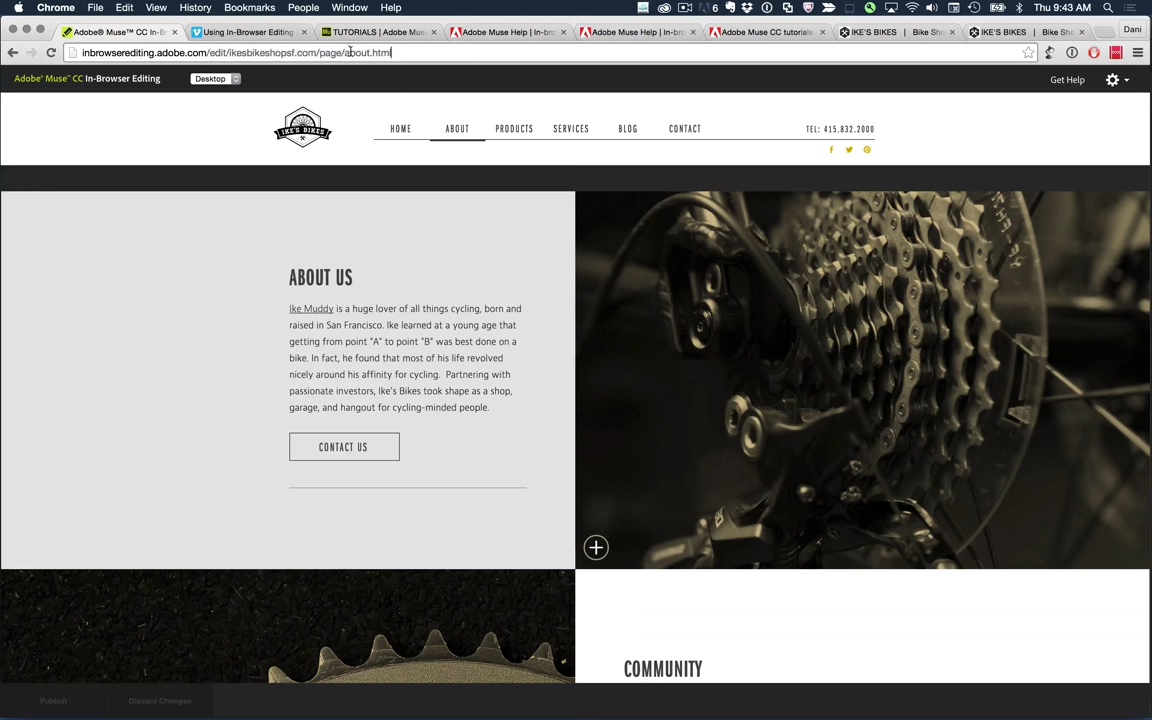 Chrome File Edit View History Bookmarks People Window Help 6 Thu 9:43 AM
Adobe® Muse™ CC In-B Using In-Browser Editing TUTORIALS | Adobe Mus Adobe Muse Help | In-bro Adobe Muse Help | In-bro Adobe Muse CC tutorials IKE'S BIKES | Bike Sho IKE'S BIKES | Bike Sho Dani
inbrowserediting.adobe.com/edit/ikesbikeshopsf.com/page/about.html
Adobe® Muse™ CC In-Browser Editing Desktop Get Help
IKE'S BIKES
HOME ABOUT PRODUCTS SERVICES BLOG CONTACT TEL: 415.832.2000
ABOUT US
Ike Muddy is a huge lover of all things cycling, born and
raised in San Francisco. Ike learned at a young age that
getting from point "A" to point "B" was best done on a
bike. In fact, he found that most of his life revolved
nicely around his affinity for cycling. Partnering with
passionate investors, Ike's Bikes took shape as a shop,
garage, and hangout for cycling-minded people.
CONTACT US
COMMUNITY
Publish Discard Changes